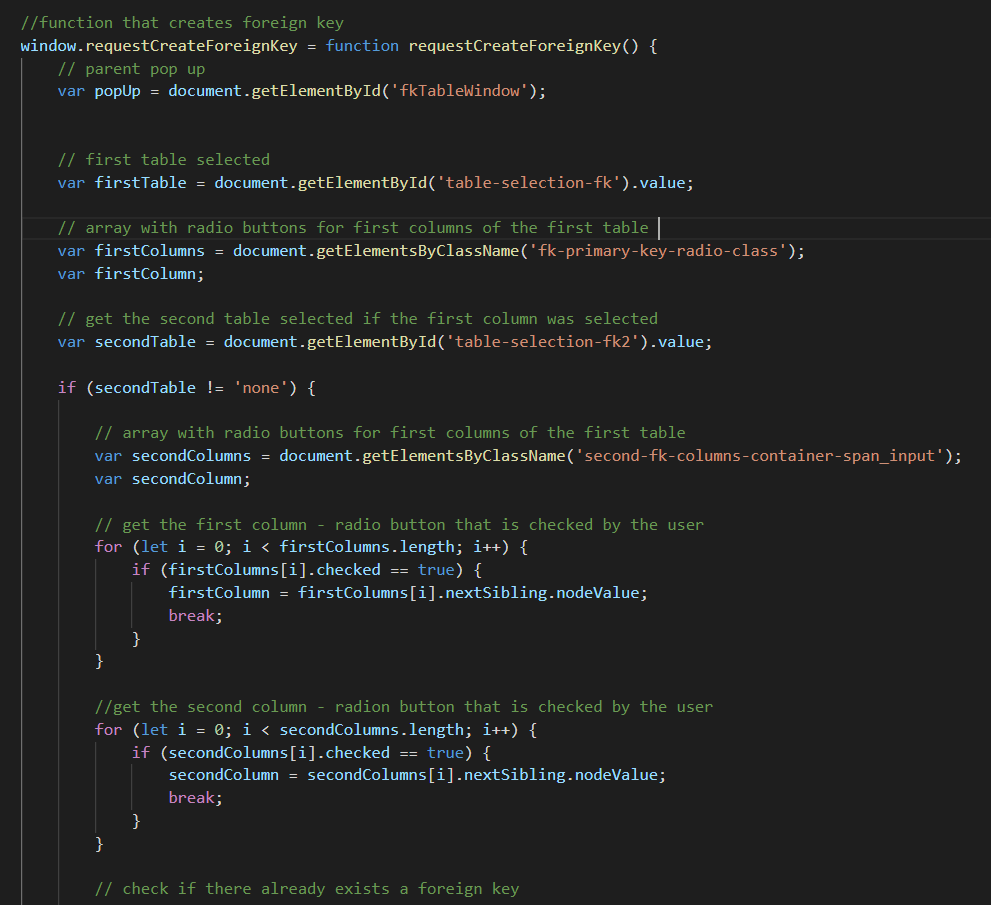 //function that creates foreign key
window.requestCreateForeignKey = function requestCreateForeignKey() {
// parent pop up
var popUp = document.getElementById('fkTableWindow');
// first table selected
var firstTable = document.getElementById('table-selection-fk').value;
// array with radio buttons for first columns of the first table
var firstColumns = document.getElementsByClassName('fk-primary-key-radio-class');
var firstColumn;
// get the second table selected if the first column was selected
var secondTable = document.getElementById('table-selection-fk2').value;
if (secondTable != 'none') {
// array with radio buttons for first columns of the first table
var secondColumns = document.getElementsByClassName('second-fk-columns-container-span_input');
var secondColumn;
// get the first column - radio button that is checked by the user
for (let i = 0; i < firstColumns.length; i++) {
if (firstColumns[i].checked == true) {
firstColumn = firstColumns[i].nextSibling.nodeValue;
break;
}
}
//get the second column - radion button that is checked by the user
for (let i = 0; i < secondColumns.length; i++) {
if (secondColumns[i].checked == true) {
secondColumn = secondColumns[i].nextSibling.nodeValue;
break;
}
}
// check if there already exists a foreign key